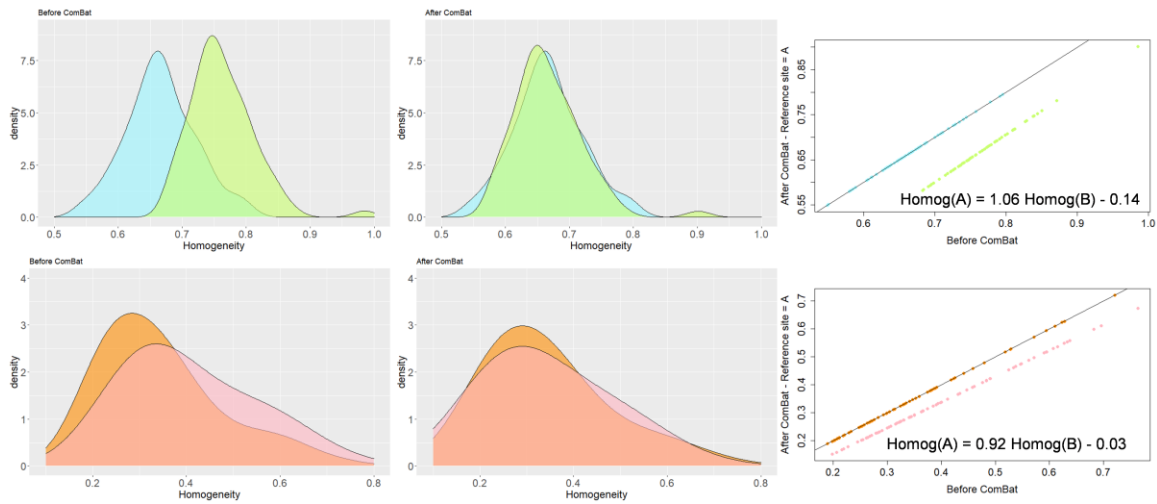 Before ComBat
density
7.5
5.0
2.5
0.0
0.5 0.6 0.7 0.8 0.9 1.0
Homogeneity
After ComBat
density
7.5
5.0
2.5
0.0
0.5 0.6 0.7 0.8 0.9 1.0
Homogeneity
After ComBat - Reference site = A
0.85
0.75
0.65
0.55
Homog(A) = 1.06 Homog(B) - 0.14
0.6 0.7 0.8 0.9 1.0
Before ComBat
Before ComBat
density
4
3
2
1
0
0.2 0.4 0.6 0.8
Homogeneity
After ComBat
density
4
3
2
1
0
0.2 0.4 0.6 0.8
Homogeneity
After ComBat - Reference site = A
0.7
0.6
0.5
0.4
0.3
0.2
Homog(A) = 0.92 Homog(B) - 0.03
0.2 0.3 0.4 0.5 0.6 0.7
Before ComBat